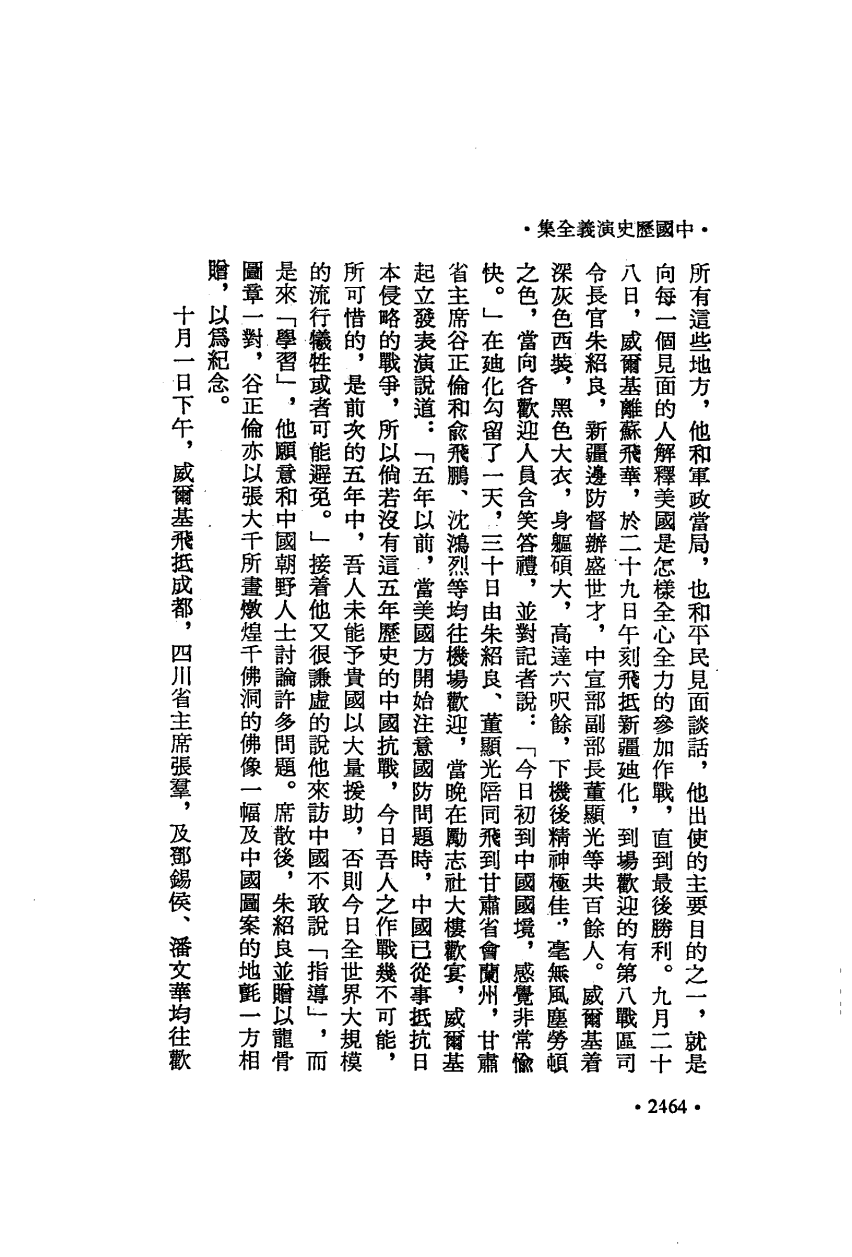 •中國歷史演義全集•
所有這些地方，他和軍政當局，也和平民見面談話，他出使的主要目的之一，就是
向每一個見面的人解釋美國是怎樣全心全力的參加作戰，直到最後勝利。九月二十
八日，威爾基離蘇飛華，於二十九日午刻飛抵新疆廸化，到場歡迎的有第八戰區司
令長官朱紹良，新疆邊防督辦盛世才，中宣部副部長董顯光等共百餘人。威爾基着
深灰色西裝，黑色大衣，身軀碩大，高達六呎餘，下機後精神極佳，毫無風塵勞頓
之色，當向各歡迎人員含笑答禮，並對記者說：「今日初到中國國境，感覺非常愉
快。」在廸化勾留了一天，三十日由朱紹良、董顯光陪同飛到甘肅省會蘭州，甘肅
省主席谷正倫和兪飛鵬、沈鴻烈等均往機場歡迎，當晚在勵志社大樓歡宴，威爾基
起立發表演說道：「五年以前，當美國方開始注意國防問題時，中國已從事抵抗日
本侵略的戰爭，所以倘若沒有這五年歷史的中國抗戰，今日吾人之作戰幾不可能，
所可惜的，是前次的五年中，吾人未能予貴國以大量援助，否則今日全世界大規模
的流行犧牲或者可能避免。」接着他又很謙虛的說他來訪中國不敢說「指導」，而
是來「學習」，他願意和中國朝野人士討論許多問題。席散後，朱紹良並贈以龍骨
圖章一對，谷正倫亦以張大千所畫燉煌千佛洞的佛像一幅及中國圖案的地氈一方相
贈，以爲紀念。
十月一日下午，威爾基飛抵成都，四川省主席張羣，及鄧錫侯、潘文華均往歡
•2464•